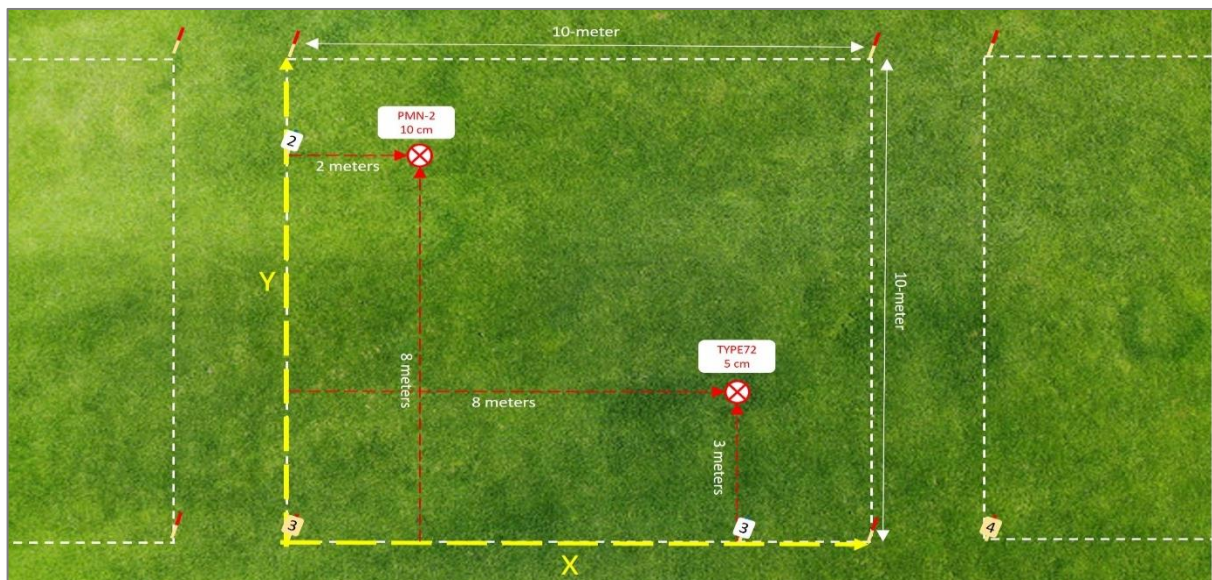 10-meter
PMN-2
10 cm
2
2 meters
Y
10-meter
TYPE72
5 cm
8 meters
8 meters
3 meters
3
3
4
X